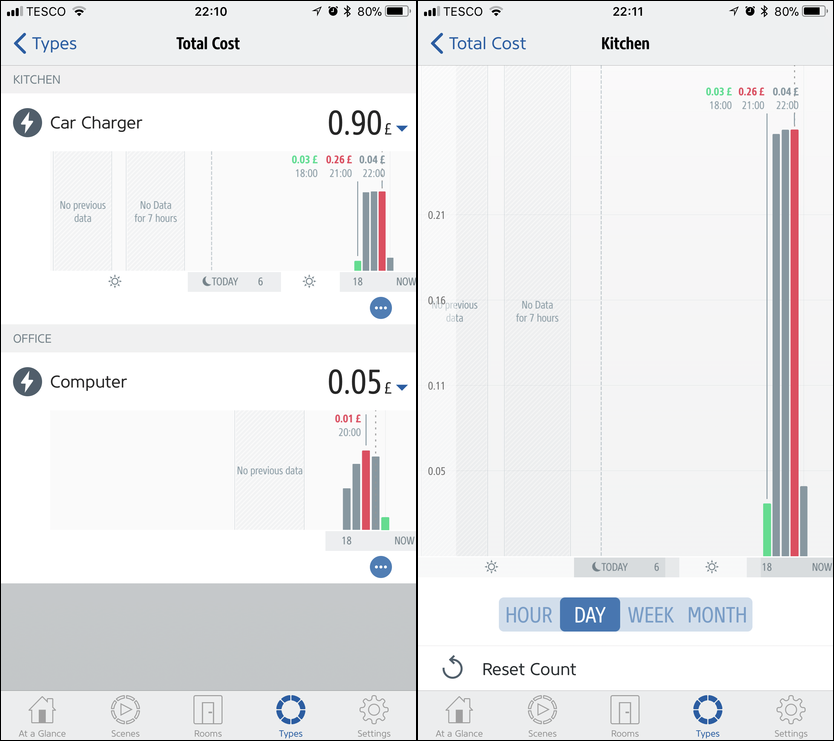 TESCO 22:10 80%
Types Total Cost
KITCHEN
Car Charger 0.90 £
0.03 £ 0.26 £ 0.04 £
18:00 21:00 22:00
No previous
data
No Data
for 7 hours
TODAY 6 18 NOW
OFFICE
Computer 0.05 £
0.01 £
20:00
No previous data
18 NOW
At a Glance Scenes Rooms Types Settings
TESCO 22:11 80%
Total Cost Kitchen
0.03 £ 0.26 £ 0.04 £
18:00 21:00 22:00
0.21
0.16
No previous
data
No Data
for 7 hours
0.11
0.05
TODAY 6 18 NOW
HOUR DAY WEEK MONTH
Reset Count
At a Glance Scenes Rooms Types Settings